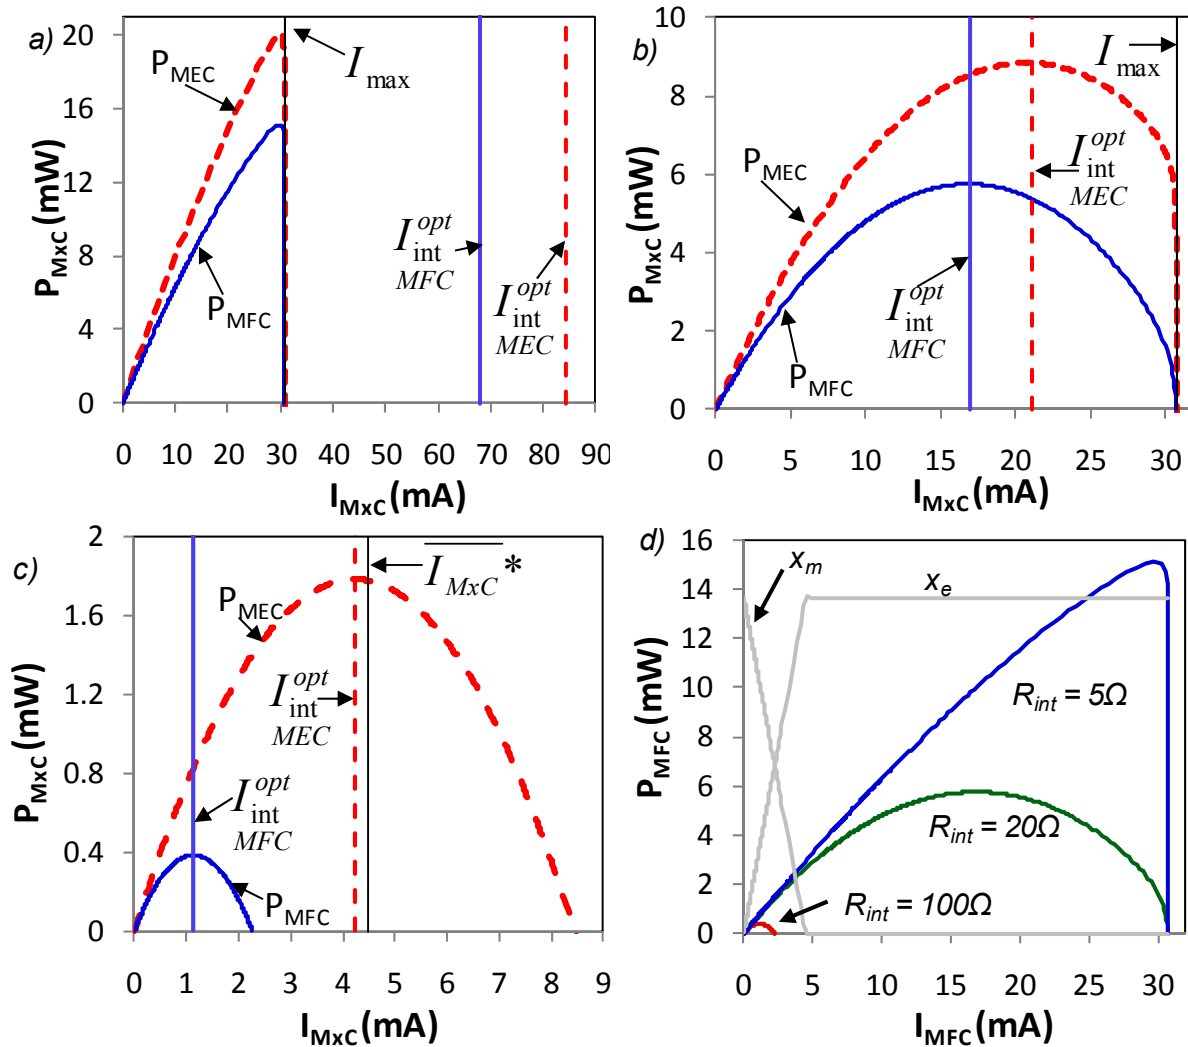 a)
P_MxC (mW)
20
16
12
8
4
0
P_MEC
P_MFC
I_max
I_int^opt MFC
I_int^opt MEC
0 10 20 30 40 50 60 70 80 90
I_MxC (mA)
b)
P_MxC (mW)
10
8
6
4
2
0
P_MEC
P_MFC
I_max
I_int^opt MEC
I_int^opt MFC
0 5 10 15 20 25 30
I_MxC (mA)
c)
P_MxC (mW)
2
1.6
1.2
0.8
0.4
0
P_MEC
I_MxC*
I_int^opt MEC
I_int^opt MFC
P_MFC
0 1 2 3 4 5 6 7 8 9
I_MxC (mA)
d)
P_MFC (mW)
16
14
12
10
8
6
4
2
0
x_m
x_e
R_int = 5Ω
R_int = 20Ω
R_int = 100Ω
0 5 10 15 20 25 30
I_MFC (mA)